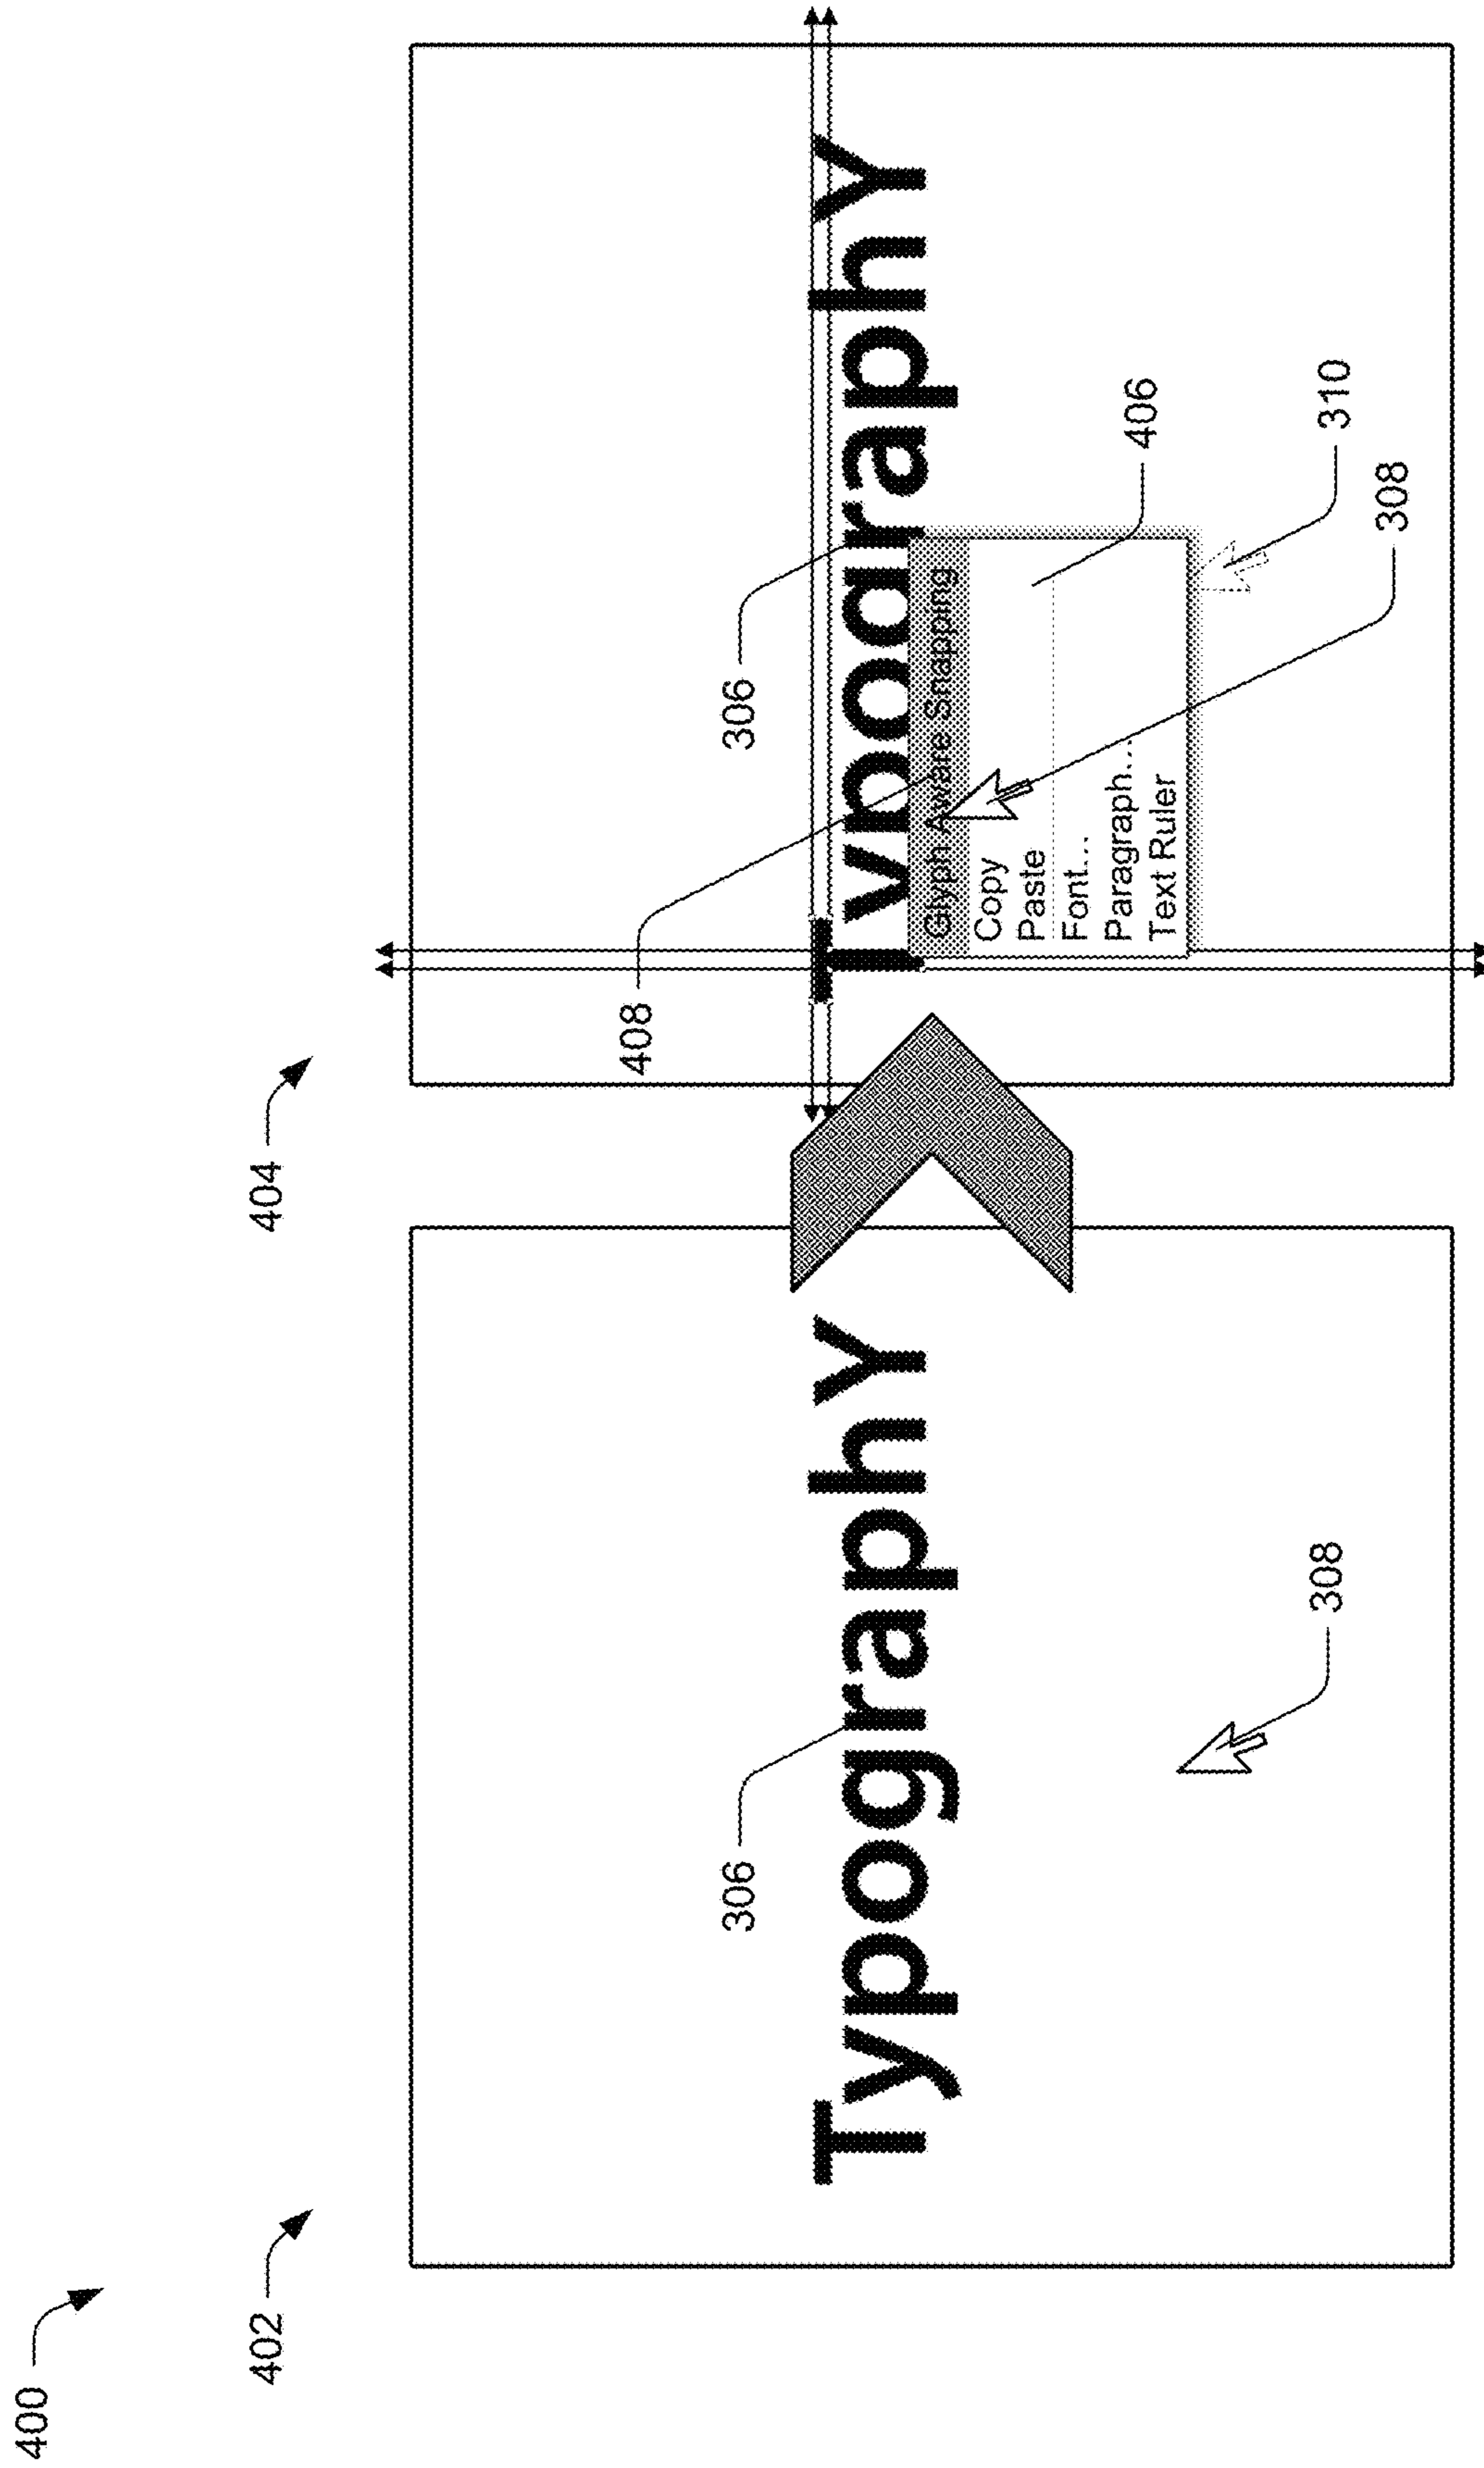 400
402
404
306
TypographY
308
408
306
TypographY
Glyph Aware Snapping
Copy
Paste
Font...
Paragraph...
Text Ruler
406
310
308